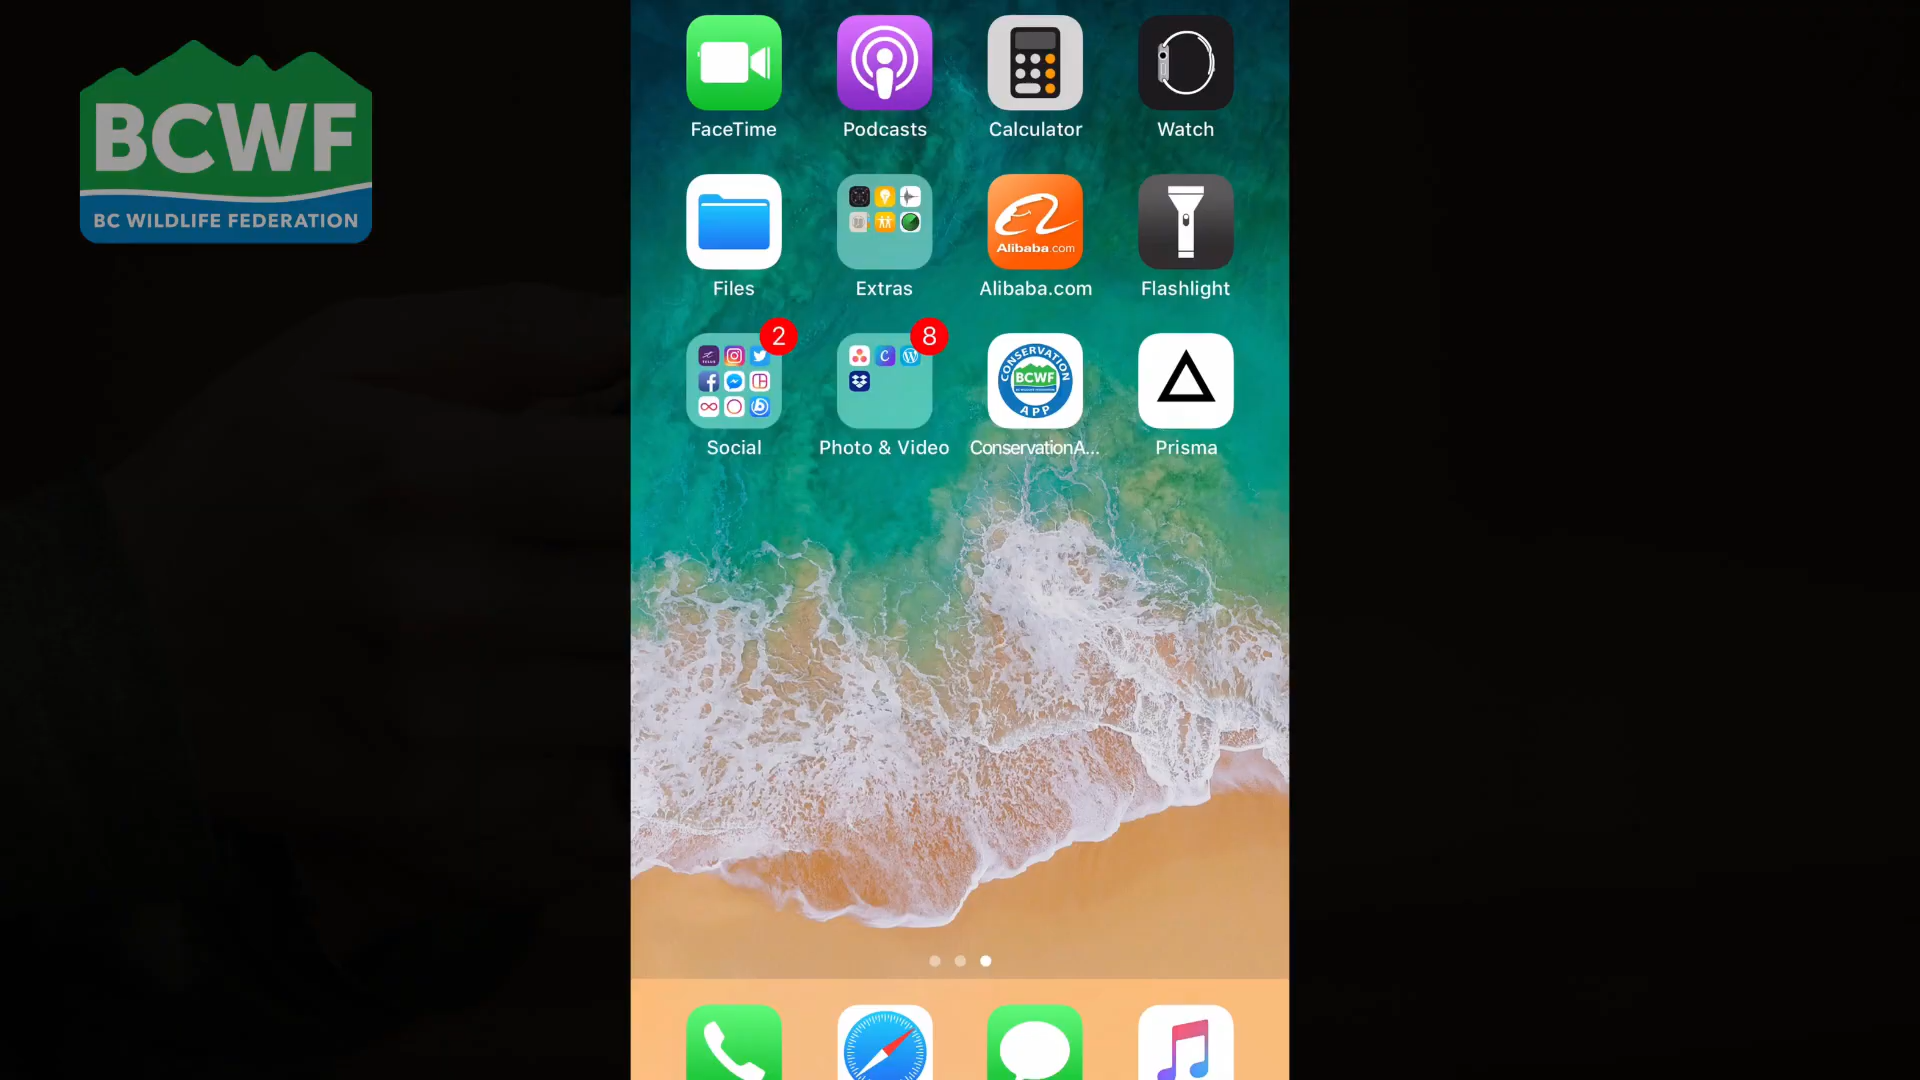 BCWF
BC WILDLIFE FEDERATION
FaceTime
Podcasts
Calculator
Watch
Files
Extras
Alibaba.com
Alibaba.com
Flashlight
2
8
CONSERVATION
BCWF
APP
Social
Photo & Video
ConservationA...
Prisma